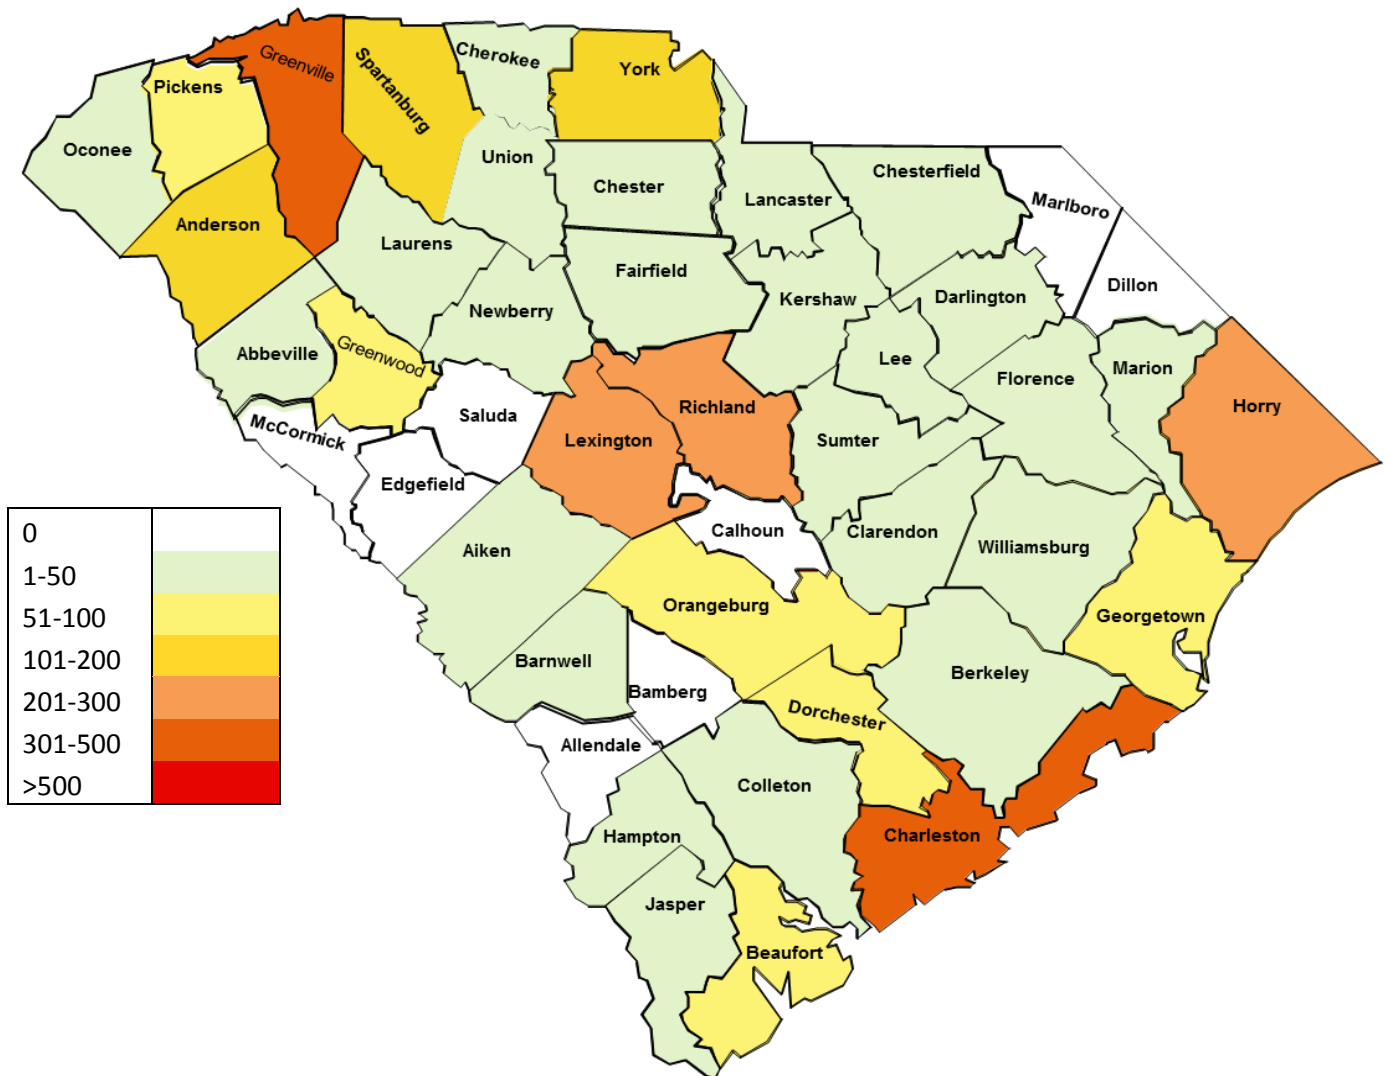 Greenville
Cherokee
Spartanburg
York
Pickens
Oconee
Union
Chester
Chesterfield
Lancaster
Marlboro
Anderson
Laurens
Fairfield
Dillon
Kershaw
Darlington
Newberry
Abbeville
Greenwood
Lee
Florence
Marion
Richland
Horry
Saluda
McCormick
Lexington
Sumter
Edgefield
Calhoun
Clarendon
Williamsburg
Aiken
Orangeburg
Georgetown
Barnwell
Bamberg
Berkeley
Dorchester
Allendale
Colleton
Hampton
Charleston
Jasper
Beaufort
0
1-50
51-100
101-200
201-300
301-500
>500